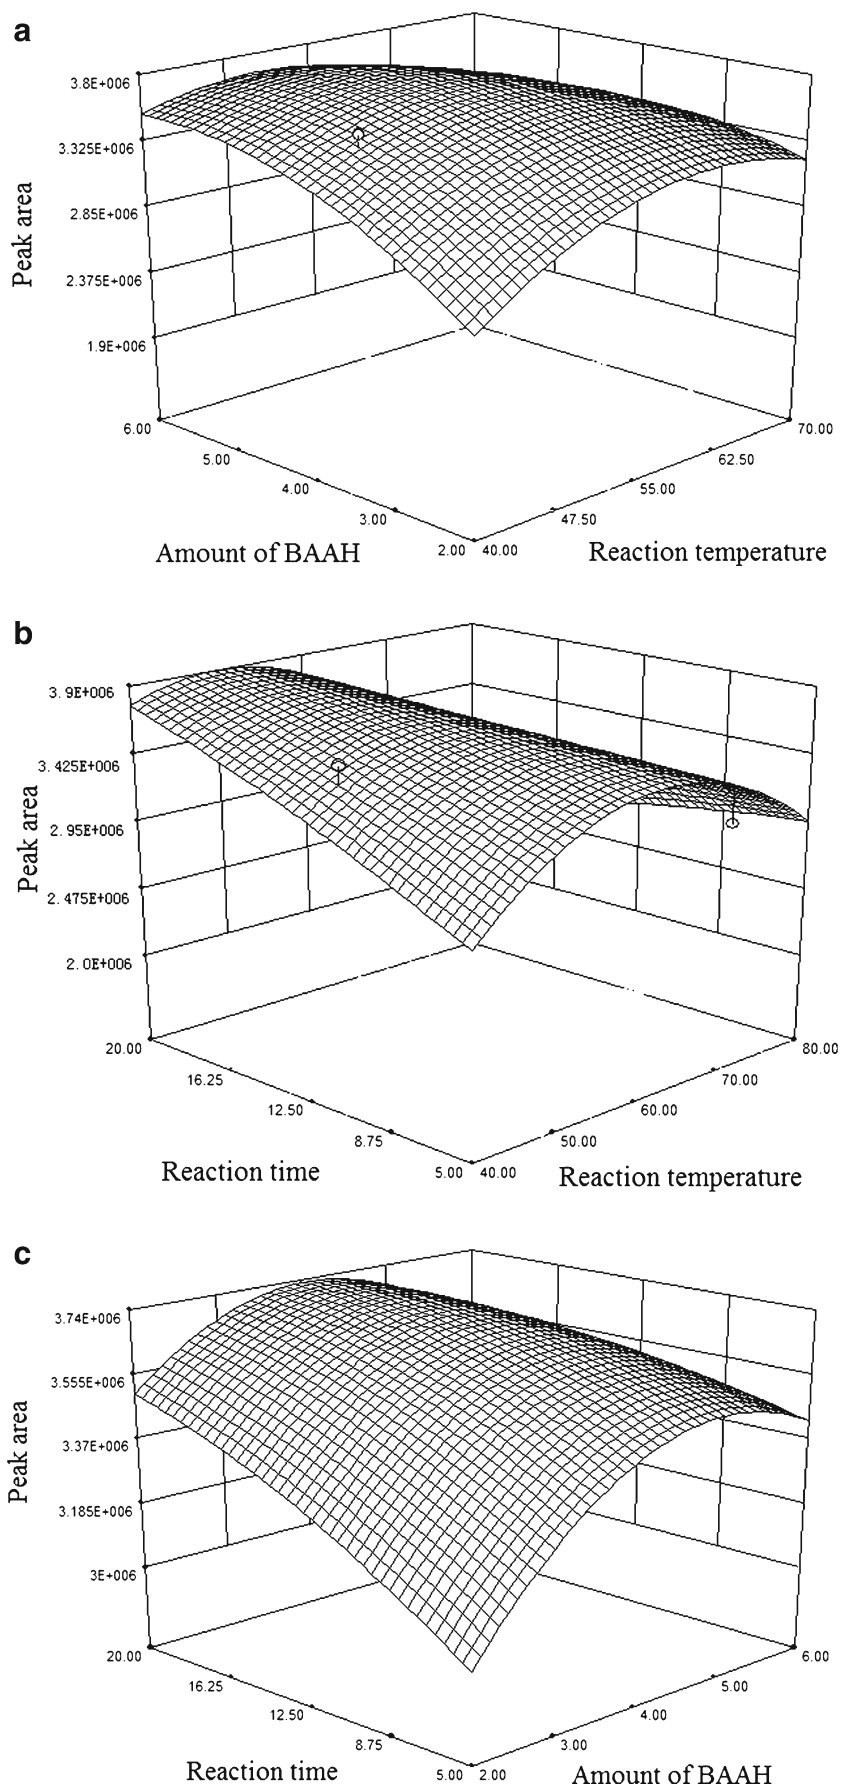 a
3.8E+006
3.325E+006
2.85E+006
2.375E+006
1.9E+006
Peak area
6.00
5.00
4.00
3.00
2.00
40.00
47.50
55.00
62.50
70.00
Amount of BAAH
Reaction temperature
b
3.9E+006
3.425E+006
2.95E+006
2.475E+006
2.0E+006
Peak area
20.00
16.25
12.50
8.75
5.00
40.00
50.00
60.00
70.00
80.00
Reaction time
Reaction temperature
c
3.74E+006
3.555E+006
3.37E+006
3.185E+006
3E+006
Peak area
20.00
16.25
12.50
8.75
5.00
2.00
3.00
4.00
5.00
6.00
Reaction time
Amount of BAAH